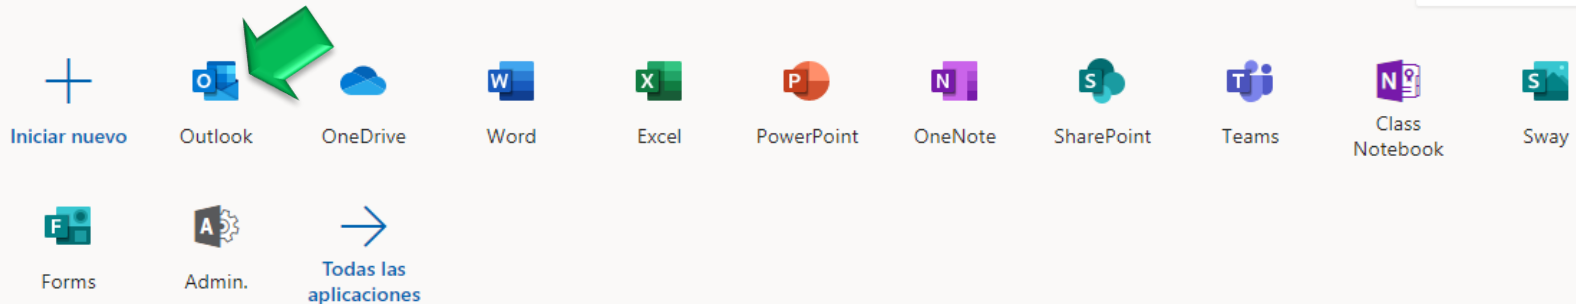 Iniciar nuevo
Outlook
OneDrive
Word
Excel
PowerPoint
OneNote
SharePoint
Teams
Class
Notebook
Sway
Forms
Admin.
Todas las
aplicaciones